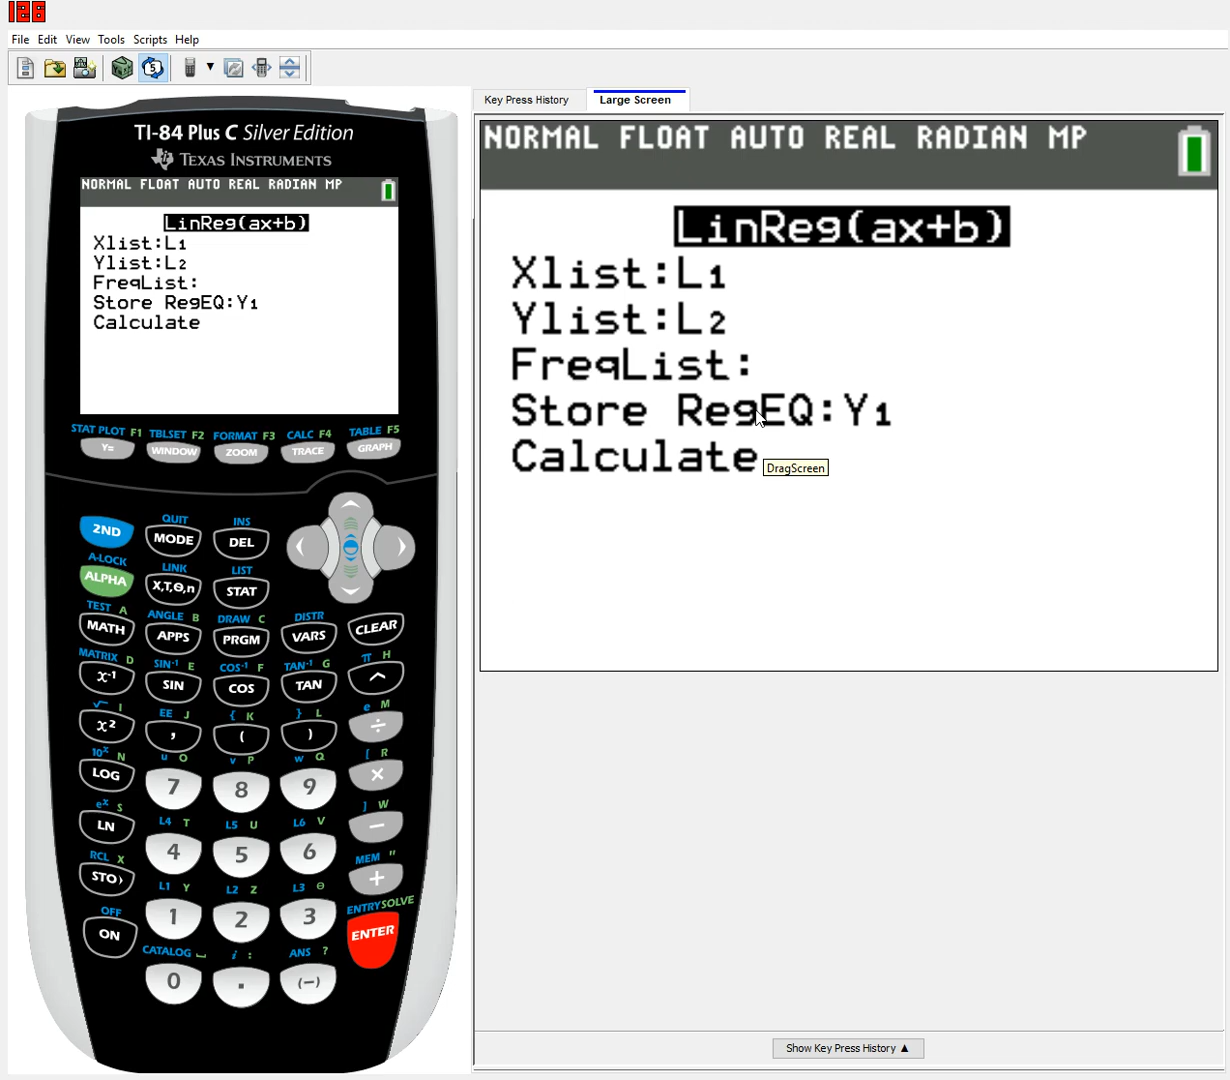 126
File Edit View Tools Scripts Help
Key Press History Large Screen
TI-84 Plus C Silver Edition
TEXAS INSTRUMENTS
NORMAL FLOAT AUTO REAL RADIAN MP
LinReg(ax+b)
Xlist:L1
Ylist:L2
FreqList:
Store RegEQ:Y1
Calculate
NORMAL FLOAT AUTO REAL RADIAN MP
LinReg(ax+b)
Xlist:L1
Ylist:L2
FreqList:
Store RegEQ:Y1
Calculate
DragScreen
STAT PLOT F1 TBLSET F2 FORMAT F3 CALC F4 TABLE F5
Y= WINDOW ZOOM TRACE GRAPH
QUIT INS
2ND MODE DEL
A-LOCK LINK LIST
ALPHA X,T,Θ,n STAT
TEST A ANGLE B DRAW C DISTR
MATH APPS PRGM VARS CLEAR
MATRIX D SIN⁻¹ E COS⁻¹ F TAN⁻¹ G π H
x⁻¹ SIN COS TAN ^
√ I EE J { K } L e M
x² , ( ) ÷
10ˣ N u O v P w Q [ R
LOG 7 8 9 ×
eˣ S L4 T L5 U L6 V ] W
LN 4 5 6 −
RCL X L1 Y L2 Z L3 Θ MEM "
STO› 1 2 3 +
OFF CATALOG i : ANS ? ENTRY SOLVE
ON 0 . (−) ENTER
Show Key Press History ▲